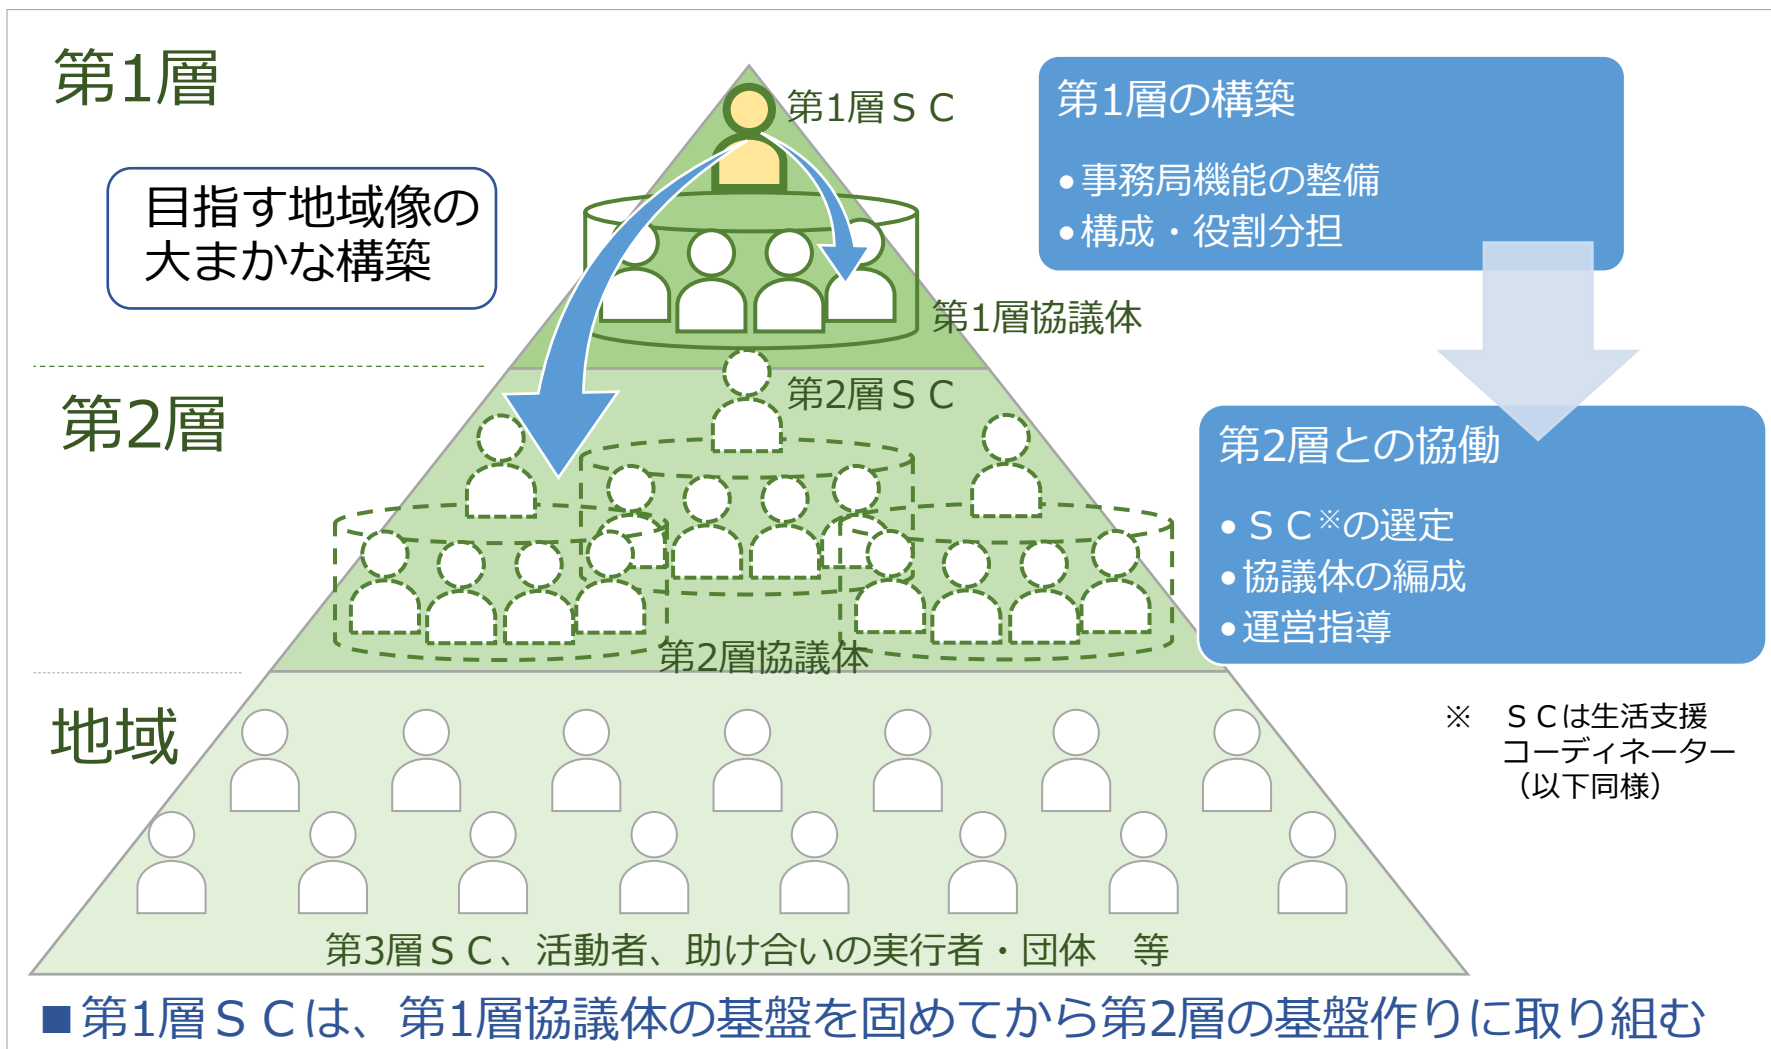 第1層
目指す地域像の
大まかな構築
第1層ＳＣ
第1層協議体
第1層の構築
•事務局機能の整備
•構成・役割分担
第2層
第2層ＳＣ
第2層協議体
第2層との協働
•ＳＣ※の選定
•協議体の編成
•運営指導
※　ＳＣは生活支援
コーディネーター
（以下同様）
地域
第3層ＳＣ、活動者、助け合いの実行者・団体　等
■第1層ＳＣは、第1層協議体の基盤を固めてから第2層の基盤作りに取り組む